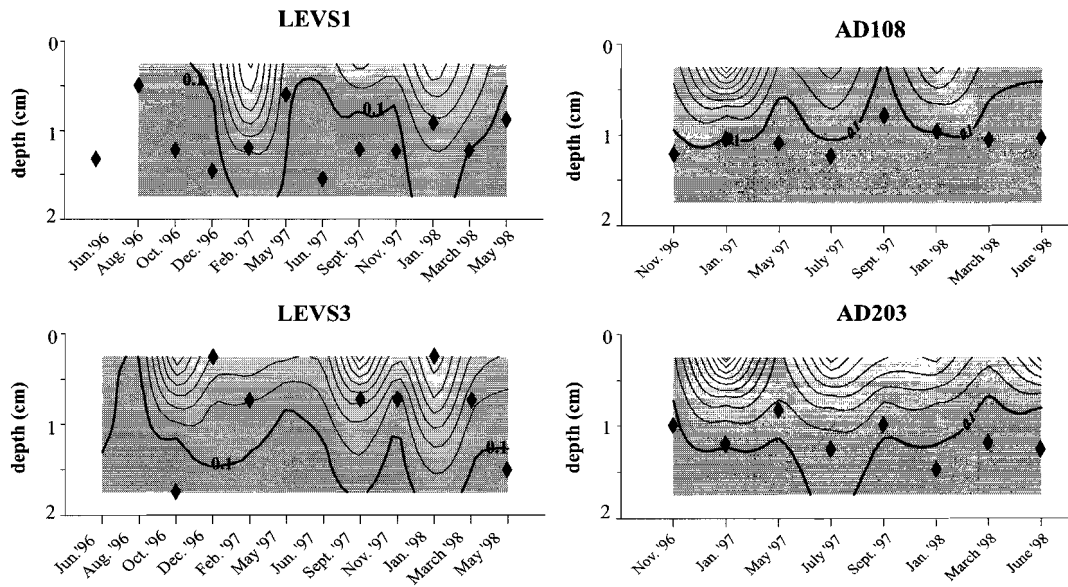 LEVS1
0
1
2
depth (cm)
0.1
0.1
Jun.'96
Aug. '96
Oct. '96
Dec. '96
Feb. '97
May '97
Jun. '97
Sept. '97
Nov. '97
Jan. '98
March '98
May '98
AD108
0
1
2
depth (cm)
0.1
0.1
0.1
Nov. '96
Jan. '97
May '97
July '97
Sept. '97
Jan. '98
March '98
June '98
LEVS3
0
1
2
depth (cm)
0.1
0.1
Jun.'96
Aug. '96
Oct. '96
Dec. '96
Feb. '97
May '97
Jun. '97
Sept. '97
Nov. '97
Jan. '98
March '98
May '98
AD203
0
1
2
depth (cm)
0.1
Nov. '96
Jan. '97
May '97
July '97
Sept. '97
Jan. '98
March '98
June '98